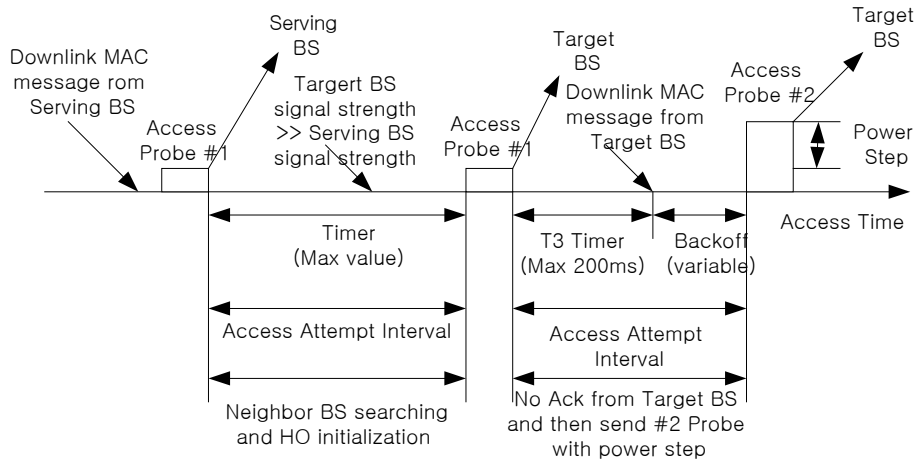 Downlink MAC
message rom
Serving BS
Access
Probe #1
Serving
BS
Targert BS
signal strength
>> Serving BS
signal strength
Access
Probe #1
Target
BS
Downlink MAC
message from
Target BS
Access
Probe #2
Target
BS
Power
Step
Access Time
Timer
(Max value)
T3 Timer
(Max 200ms)
Backoff
(variable)
Access Attempt Interval
Access Attempt
Interval
Neighbor BS searching
and HO initialization
No Ack from Target BS
and then send #2 Probe
with power step